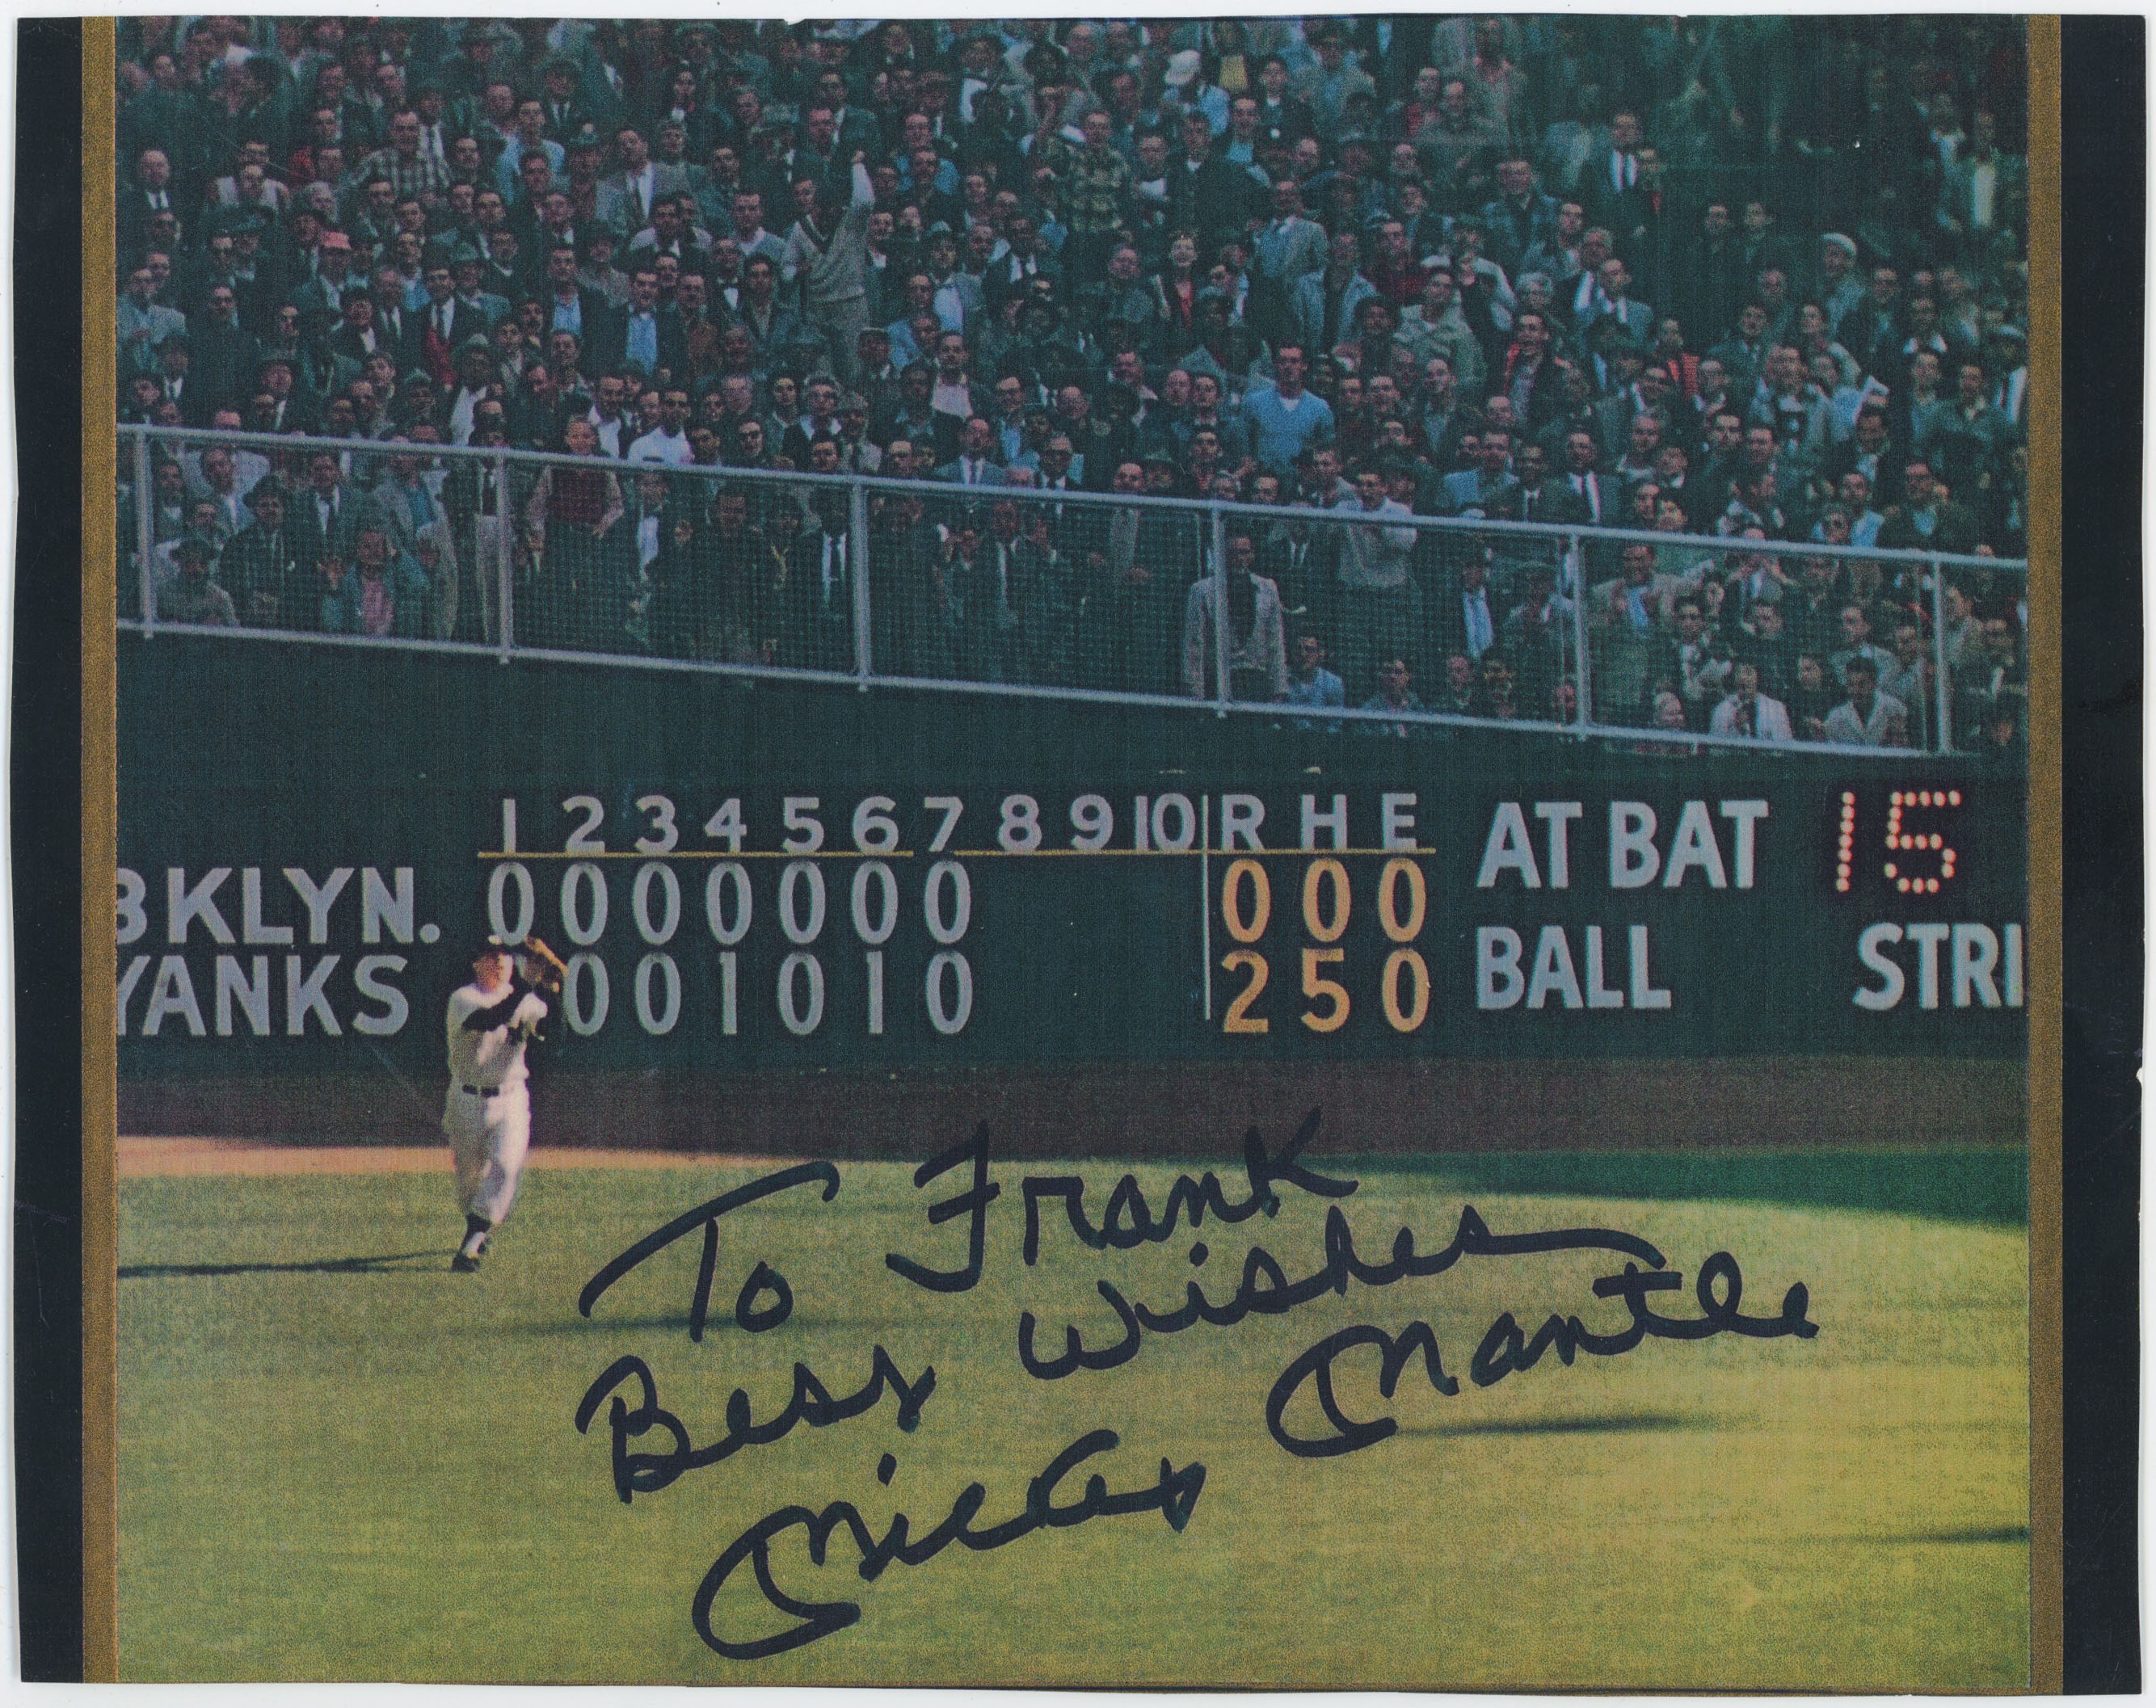 1 2 3 4 5 6 7 8 9 10 R H E AT BAT 15
BKLYN. 0 0 0 0 0 0 0 0 0 0
YANKS 0 0 1 0 1 0 2 5 0 BALL STRI
To Frank
Best Wishes
Mickey Mantle